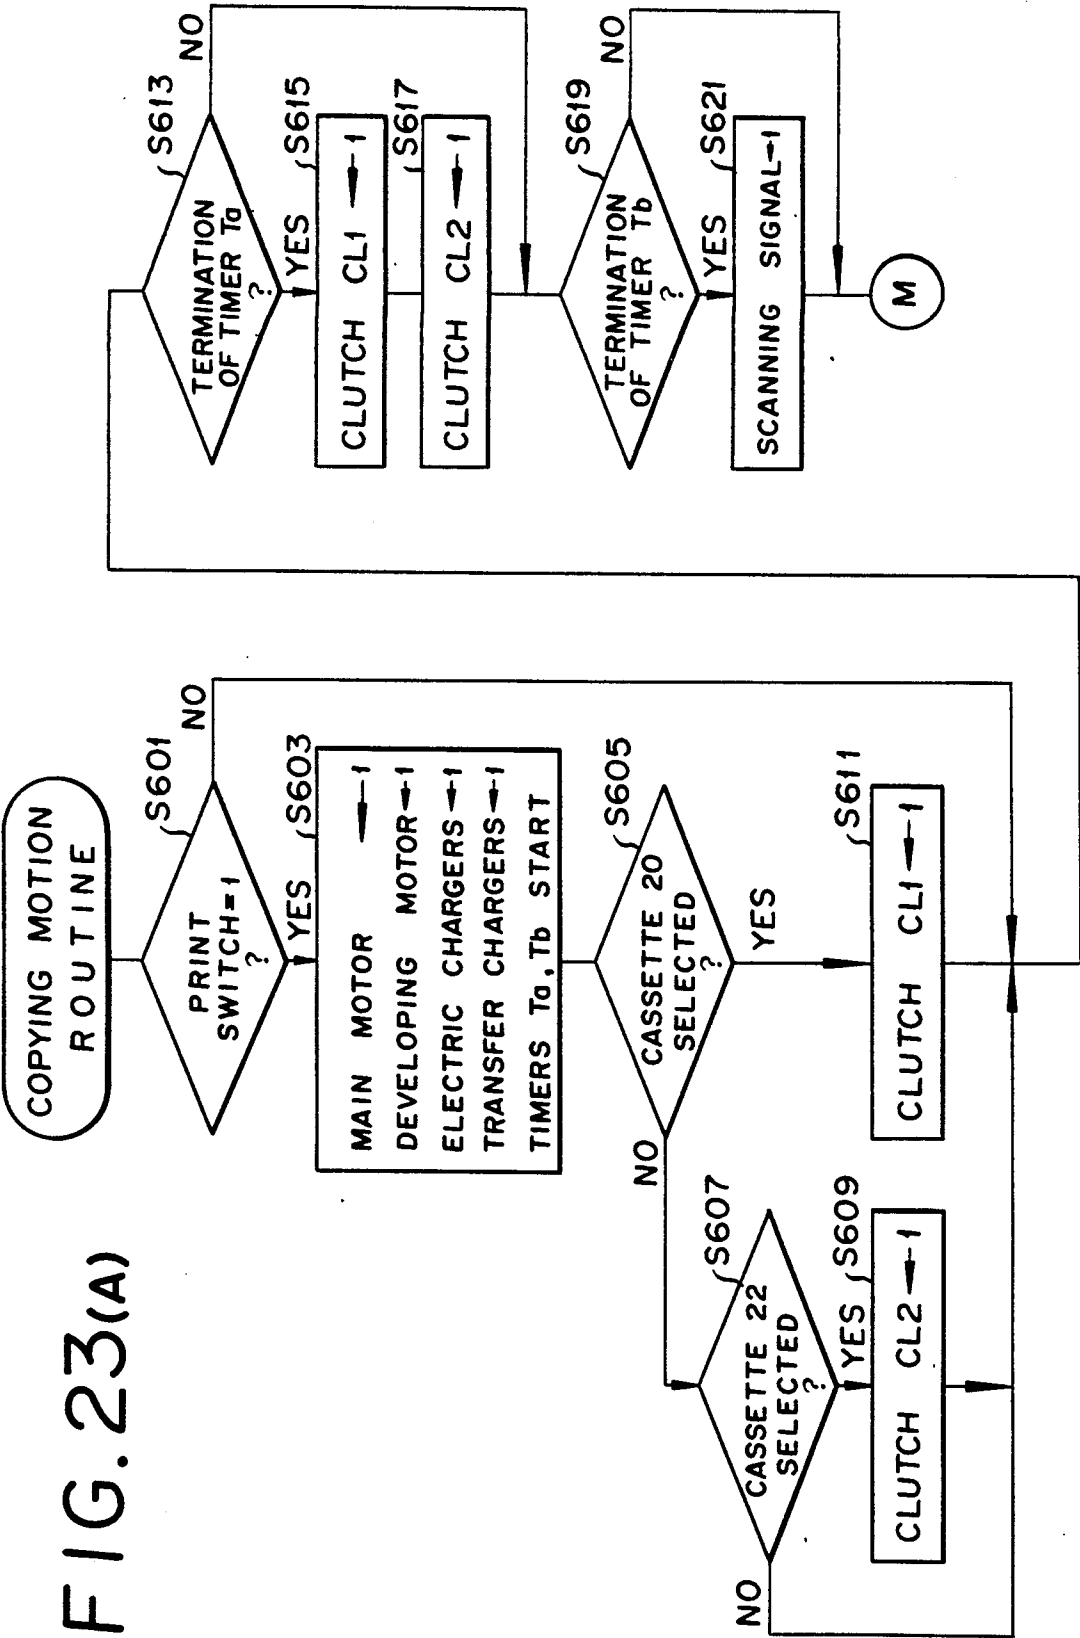 FIG. 23(A)
COPYING MOTION
ROUTINE
S601
PRINT
SWITCH=1
?
NO
YES
S603
MAIN MOTOR ←1
DEVELOPING MOTOR←1
ELECTRIC CHARGERS←1
TRANSFER CHARGERS←1
TIMERS Ta, Tb START
S605
CASSETTE 20
SELECTED
?
NO
YES
S607
CASSETTE 22
SELECTED
?
NO
YES
S609
CLUTCH CL2←1
S611
CLUTCH CL1←1
S613
TERMINATION
OF TIMER Ta
?
NO
YES
S615
CLUTCH CL1 ←1
S617
CLUTCH CL2 ←1
S619
TERMINATION
OF TIMER Tb
?
NO
YES
S621
SCANNING SIGNAL←1
M